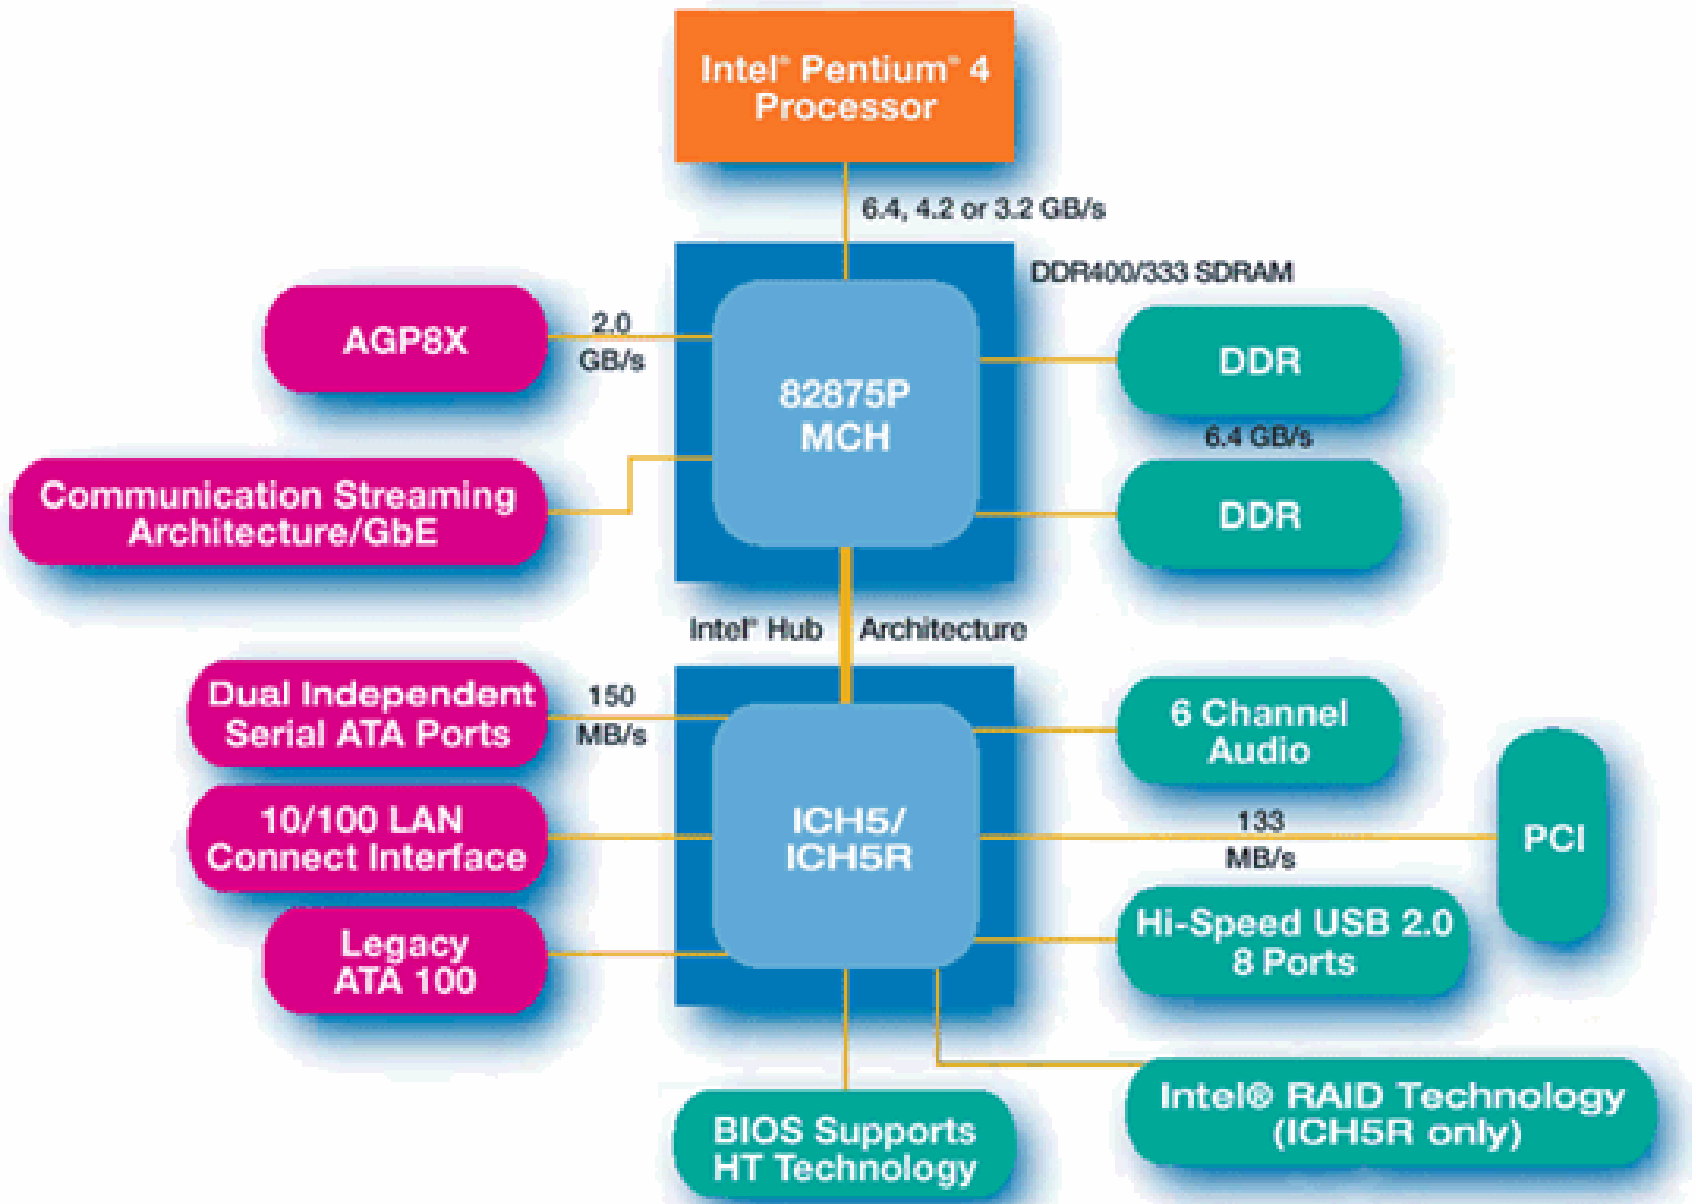 Intel® Pentium® 4
Processor
6.4, 4.2 or 3.2 GB/s
DDR400/333 SDRAM
AGP8X
2.0
GB/s
82875P
MCH
DDR
6.4 GB/s
DDR
Communication Streaming
Architecture/GbE
Intel® Hub Architecture
Dual Independent
Serial ATA Ports
150
MB/s
6 Channel
Audio
10/100 LAN
Connect Interface
ICH5/
ICH5R
133
MB/s
PCI
Legacy
ATA 100
Hi-Speed USB 2.0
8 Ports
BIOS Supports
HT Technology
Intel® RAID Technology
(ICH5R only)